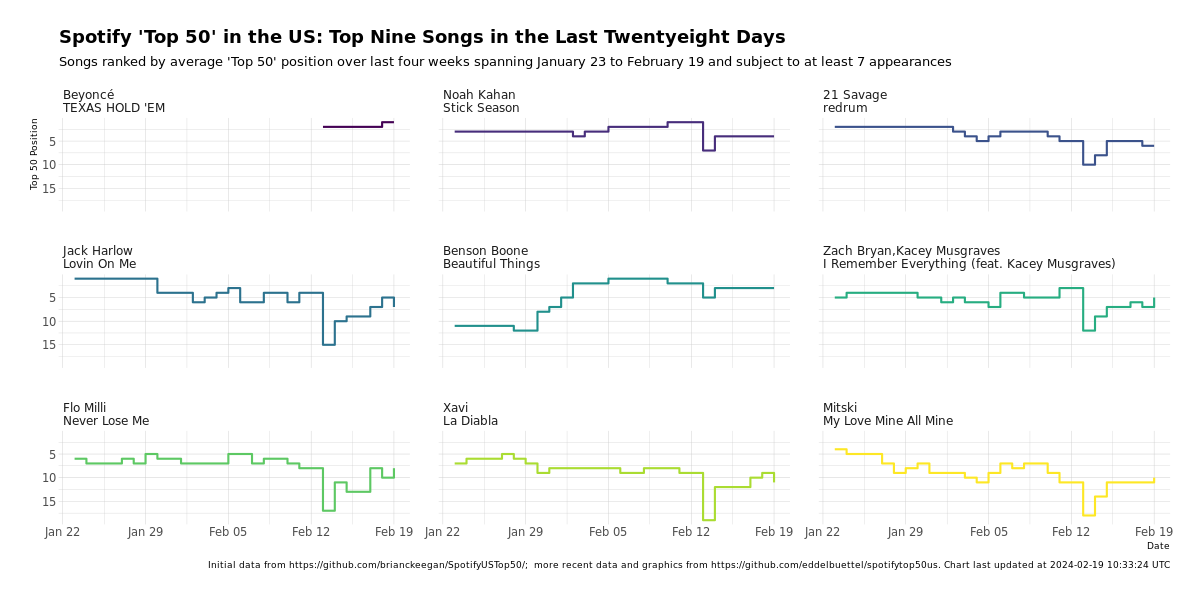 Spotify 'Top 50' in the US: Top Nine Songs in the Last Twentyeight Days
Songs ranked by average 'Top 50' position over last four weeks spanning January 23 to February 19 and subject to at least 7 appearances
Beyoncé
TEXAS HOLD 'EM
Noah Kahan
Stick Season
21 Savage
redrum
Top 50 Position
5
10
15
Jack Harlow
Lovin On Me
Benson Boone
Beautiful Things
Zach Bryan,Kacey Musgraves
I Remember Everything (feat. Kacey Musgraves)
5
10
15
Flo Milli
Never Lose Me
Xavi
La Diabla
Mitski
My Love Mine All Mine
5
10
15
Jan 22 Jan 29 Feb 05 Feb 12 Feb 19 Jan 22 Jan 29 Feb 05 Feb 12 Feb 19 Jan 22 Jan 29 Feb 05 Feb 12 Feb 19
Date
Initial data from https://github.com/brianckeegan/SpotifyUSTop50/;  more recent data and graphics from https://github.com/eddelbuettel/spotifytop50us. Chart last updated at 2024-02-19 10:33:24 UTC